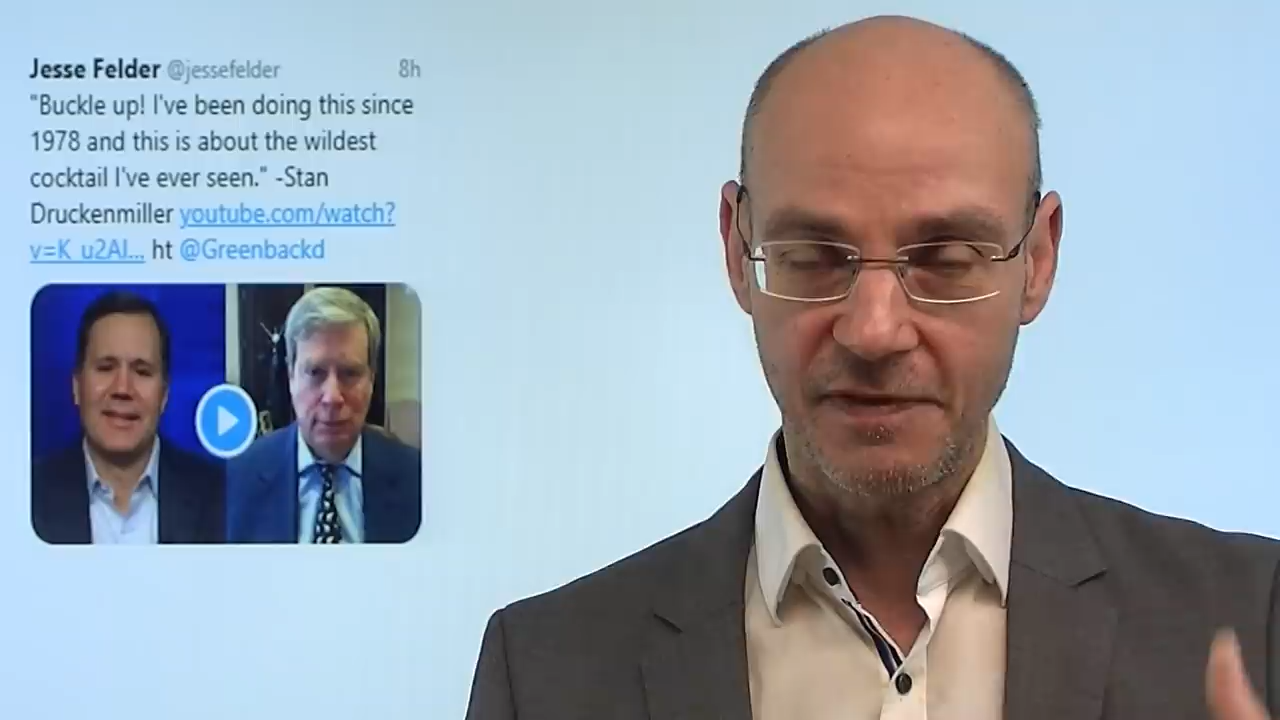 Jesse Felder @jessefelder 8h
"Buckle up! I've been doing this since
1978 and this is about the wildest
cocktail I've ever seen." -Stan
Druckenmiller youtube.com/watch?
v=K_u2AI... ht @Greenbackd